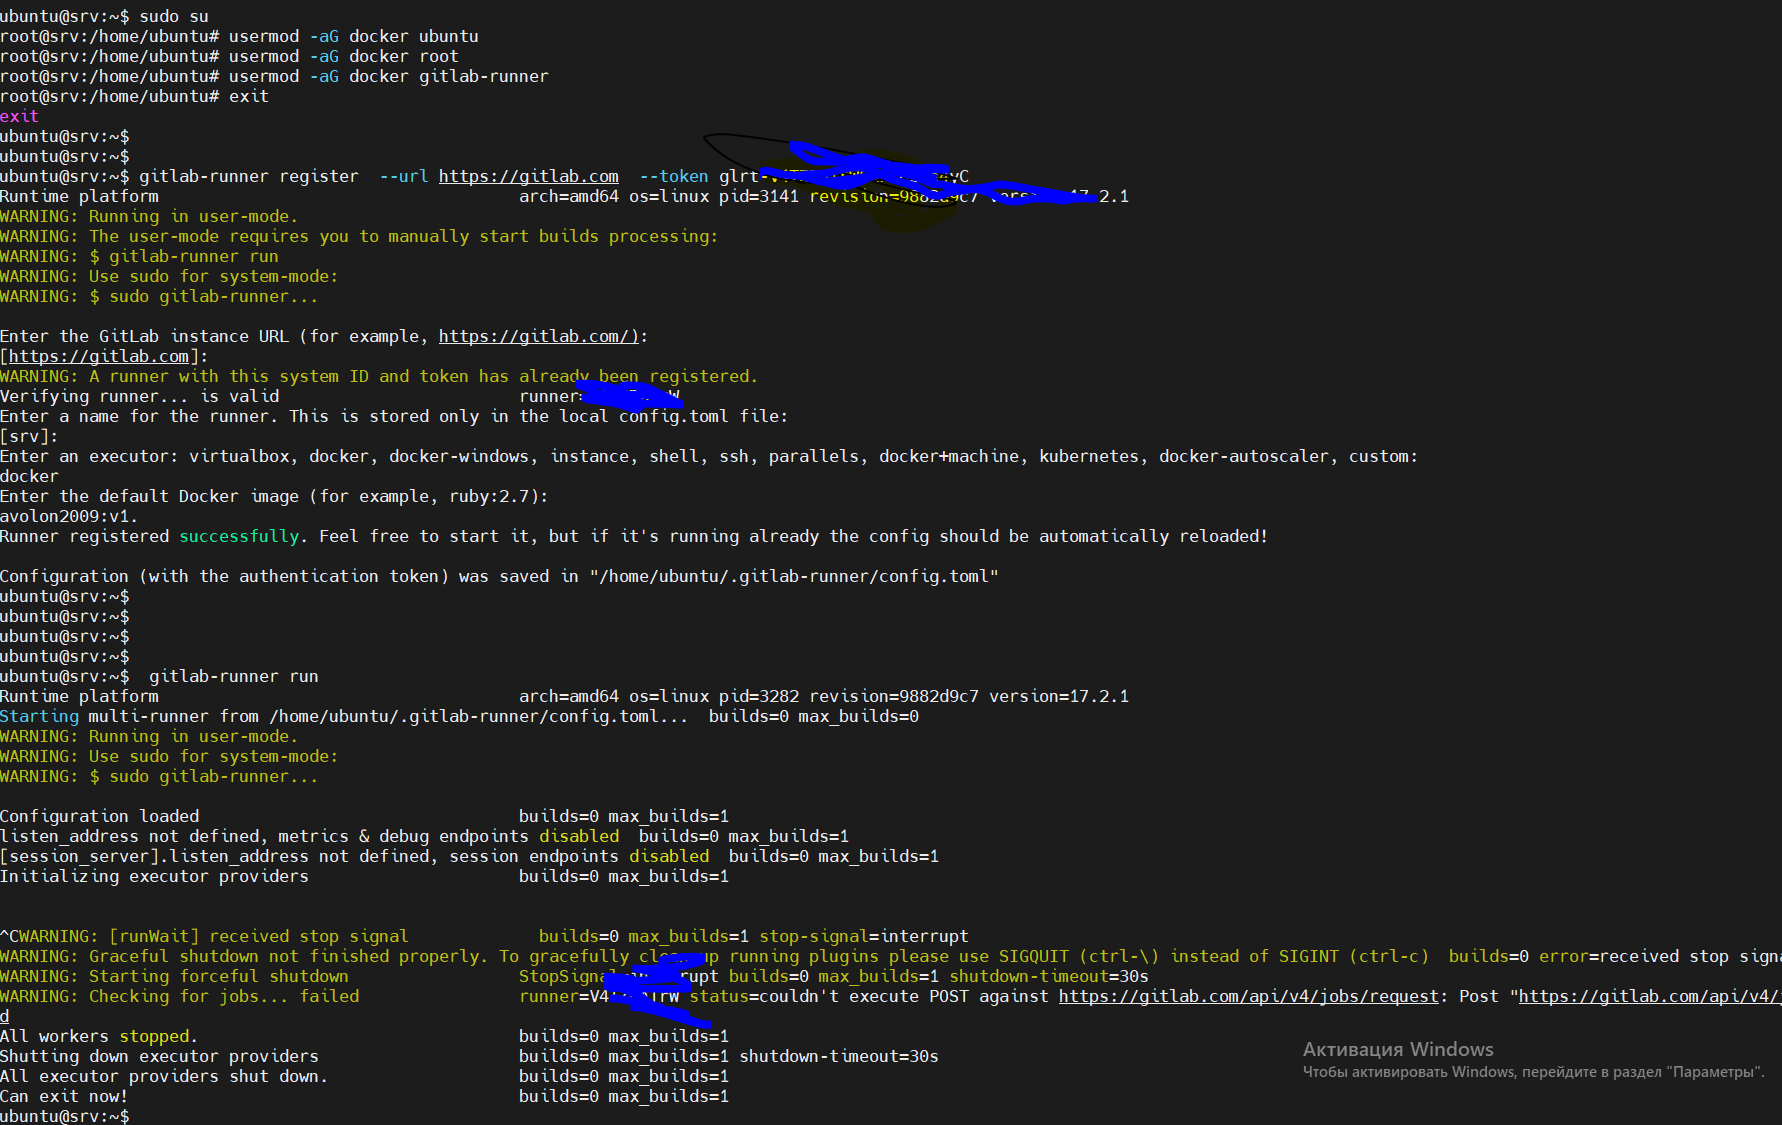 ubuntu@srv:~$ sudo su
root@srv:/home/ubuntu# usermod -aG docker ubuntu
root@srv:/home/ubuntu# usermod -aG docker root
root@srv:/home/ubuntu# usermod -aG docker gitlab-runner
root@srv:/home/ubuntu# exit
exit
ubuntu@srv:~$
ubuntu@srv:~$
ubuntu@srv:~$ gitlab-runner register --url https://gitlab.com --token
Runtime platform arch=amd64 os=linux pid=3141 revision=9882d9c7
WARNING: Running in user-mode.
WARNING: The user-mode requires you to manually start builds processing:
WARNING: $ gitlab-runner run
WARNING: Use sudo for system-mode:
WARNING: $ sudo gitlab-runner...
Enter the GitLab instance URL (for example, https://gitlab.com/):
[https://gitlab.com]:
WARNING: A runner with this system ID and token has already been registered.
Verifying runner... is valid
Enter a name for the runner. This is stored only in the local config.toml file:
[srv]:
Enter an executor: virtualbox, docker, docker-windows, instance, shell, ssh, parallels, docker+machine, kubernetes, docker-autoscaler, custom:
docker
Enter the default Docker image (for example, ruby:2.7):
avolon2009:v1.
Runner registered successfully. Feel free to start it, but if it's running already the config should be automatically reloaded!
Configuration (with the authentication token) was saved in "/home/ubuntu/.gitlab-runner/config.toml"
ubuntu@srv:~$
ubuntu@srv:~$
ubuntu@srv:~$
ubuntu@srv:~$
ubuntu@srv:~$ gitlab-runner run
Runtime platform arch=amd64 os=linux pid=3282 revision=9882d9c7 version=17.2.1
Starting multi-runner from /home/ubuntu/.gitlab-runner/config.toml... builds=0 max_builds=0
WARNING: Running in user-mode.
WARNING: Use sudo for system-mode:
WARNING: $ sudo gitlab-runner...
Configuration loaded builds=0 max_builds=1
listen_address not defined, metrics & debug endpoints disabled builds=0 max_builds=1
[session_server].listen_address not defined, session endpoints disabled builds=0 max_builds=1
Initializing executor providers builds=0 max_builds=1
^CWARNING: [runWait] received stop signal builds=0 max_builds=1 stop-signal=interrupt
WARNING: Graceful shutdown not finished properly. To gracefully clean up running plugins please use SIGQUIT (ctrl-\) instead of SIGINT (ctrl-c) builds=0 error=received stop signa
WARNING: Starting forceful shutdown builds=0 max_builds=1 shutdown-timeout=30s
WARNING: Checking for jobs... failed status=couldn't execute POST against https://gitlab.com/api/v4/jobs/request: Post "https://gitlab.com/api/v4/j
d
All workers stopped. builds=0 max_builds=1
Shutting down executor providers builds=0 max_builds=1 shutdown-timeout=30s
All executor providers shut down. builds=0 max_builds=1
Can exit now! builds=0 max_builds=1
ubuntu@srv:~$
Активация Windows
Чтобы активировать Windows, перейдите в раздел "Параметры".